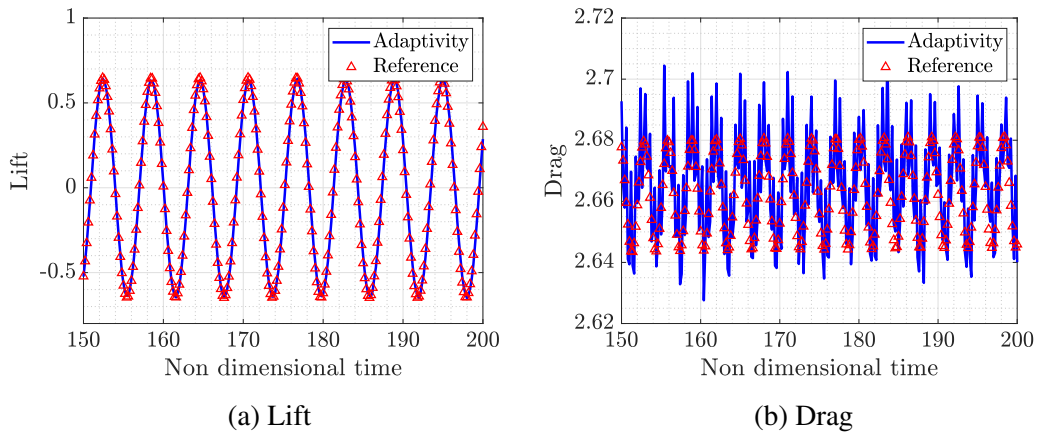 1
0.5
0
-0.5
Lift
150 160 170 180 190 200
Non dimensional time
Adaptivity
Reference
(a) Lift
2.72
2.7
2.68
2.66
2.64
2.62
Drag
150 160 170 180 190 200
Non dimensional time
Adaptivity
Reference
(b) Drag